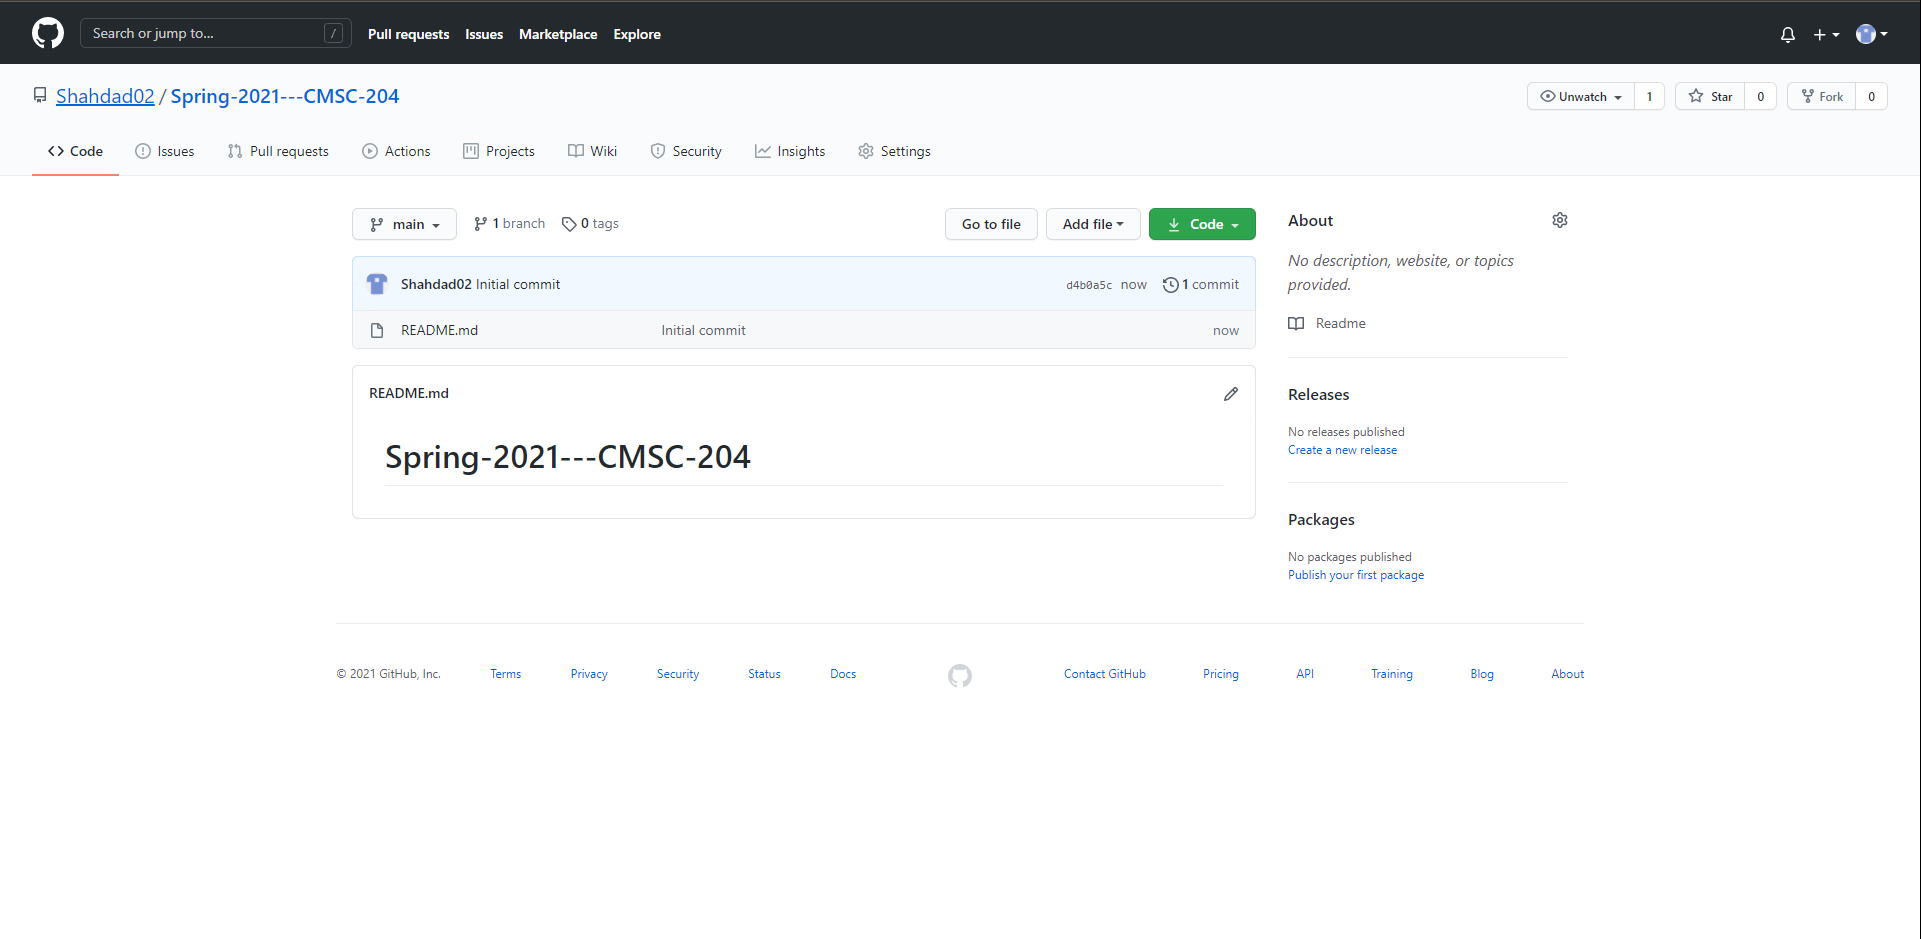 Search or jump to... / Pull requests Issues Marketplace Explore
Shahdad02 / Spring-2021---CMSC-204 Unwatch 1 Star 0 Fork 0
Code Issues Pull requests Actions Projects Wiki Security Insights Settings
main 1 branch 0 tags Go to file Add file Code
Shahdad02 Initial commit d4b0a5c now 1 commit
README.md Initial commit now
README.md
Spring-2021---CMSC-204
About
No description, website, or topics
provided.
Readme
Releases
No releases published
Create a new release
Packages
No packages published
Publish your first package
© 2021 GitHub, Inc. Terms Privacy Security Status Docs Contact GitHub Pricing API Training Blog About